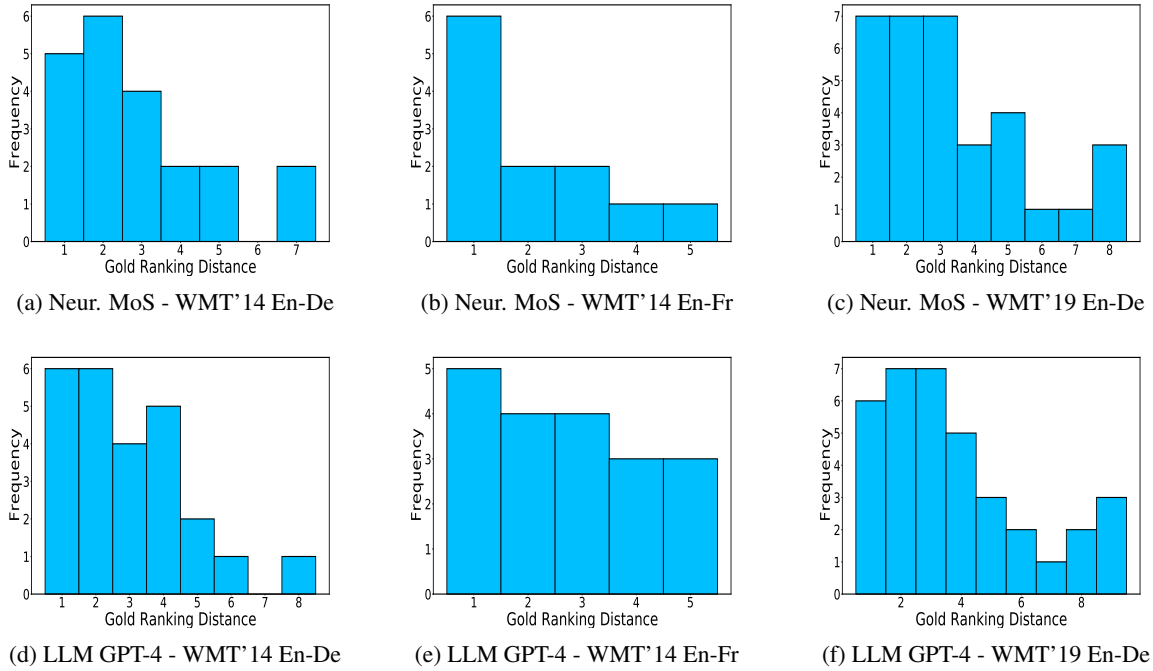 6
5
4
3
2
1
0
Frequency
1 2 3 4 5 6 7
Gold Ranking Distance
(a) Neur. MoS - WMT'14 En-De
6
5
4
3
2
1
0
Frequency
1 2 3 4 5
Gold Ranking Distance
(b) Neur. MoS - WMT'14 En-Fr
7
6
5
4
3
2
1
0
Frequency
1 2 3 4 5 6 7 8
Gold Ranking Distance
(c) Neur. MoS - WMT'19 En-De
6
5
4
3
2
1
0
Frequency
1 2 3 4 5 6 7 8
Gold Ranking Distance
(d) LLM GPT-4 - WMT'14 En-De
5
4
3
2
1
0
Frequency
1 2 3 4 5
Gold Ranking Distance
(e) LLM GPT-4 - WMT'14 En-Fr
7
6
5
4
3
2
1
0
Frequency
2 4 6 8
Gold Ranking Distance
(f) LLM GPT-4 - WMT'19 En-De